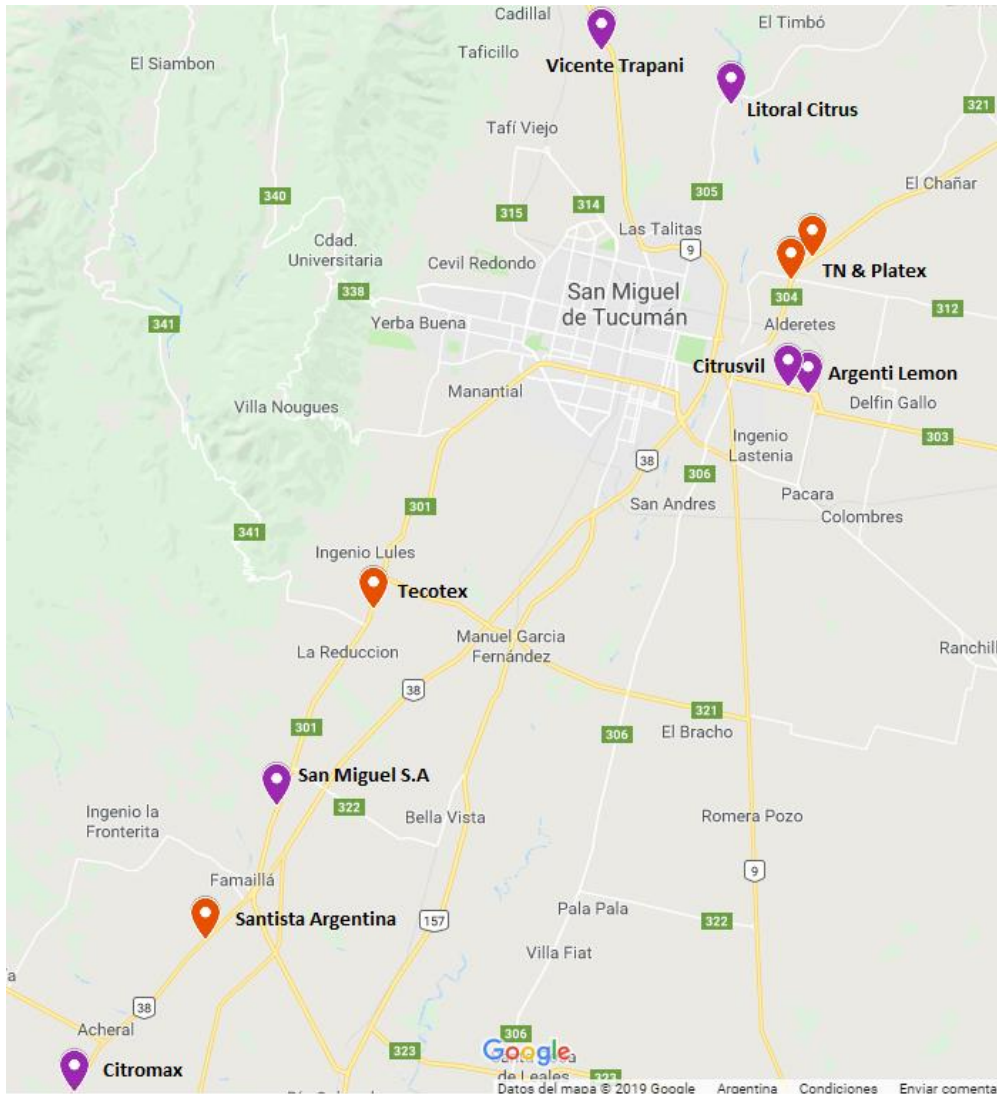 Cadillal
El Timbó
Taficillo
El Siambon
Vicente Trapani
Litoral Citrus
321
Tafí Viejo
El Chañar
340
305
314
315
Las Talitas
Cdad.
Universitaria
9
Cevil Redondo
TN & Platex
338
San Miguel
de Tucumán
304
312
341
Yerba Buena
Alderetes
Citrusvil
Argenti Lemon
Manantial
Villa Nougues
Delfin Gallo
Ingenio
Lastenia
303
38
306
San Andres
Pacara
301
Colombres
341
Ingenio Lules
Tecotex
Manuel Garcia
Fernández
La Reduccion
Ranchill
38
321
301
306
El Bracho
San Miguel S.A
322
Ingenio la
Fronterita
Bella Vista
Romera Pozo
9
Famaillá
Santista Argentina
157
Pala Pala
322
Villa Fiat
38
Acheral
306
Google
323
Citromax
de Leales
323
Datos del mapa © 2019 Google Argentina Condiciones Enviar comenta